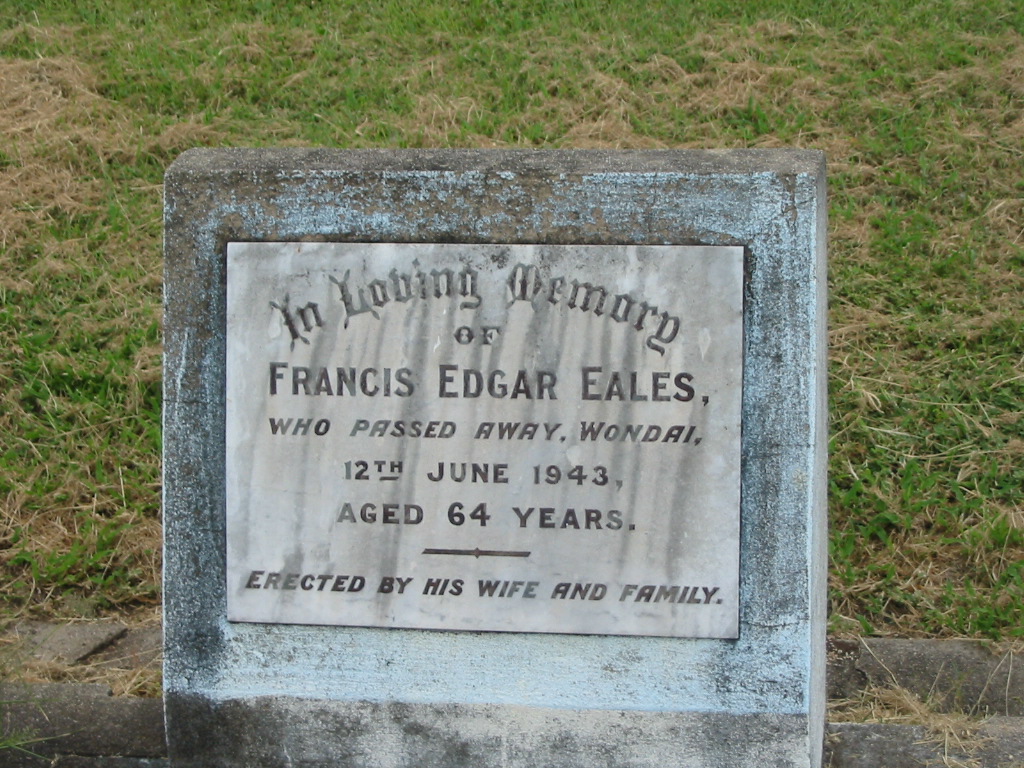 In Loving Memory
OF
FRANCIS EDGAR EALES,
WHO PASSED AWAY, WONDAI,
12TH JUNE 1943,
AGED 64 YEARS.
ERECTED BY HIS WIFE AND FAMILY.